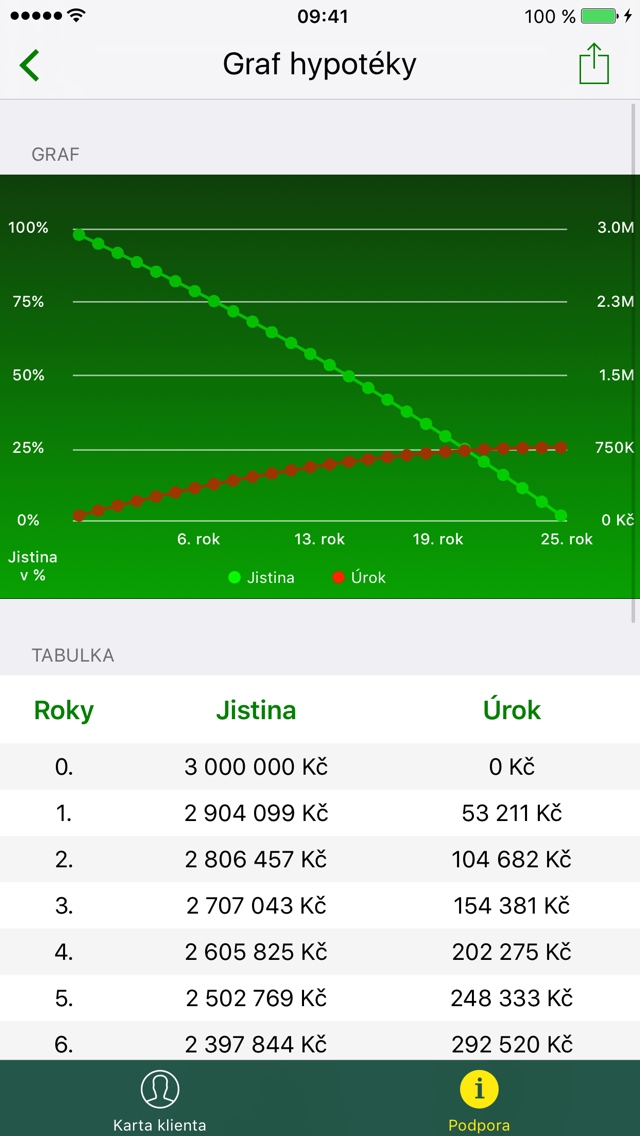 09:41 100 %
Graf hypotéky
GRAF
100% 3.0M
75% 2.3M
50% 1.5M
25% 750K
0% 0 Kč
6. rok 13. rok 19. rok 25. rok
Jistina
v %
Jistina Úrok
TABULKA
Roky Jistina Úrok
0. 3 000 000 Kč 0 Kč
1. 2 904 099 Kč 53 211 Kč
2. 2 806 457 Kč 104 682 Kč
3. 2 707 043 Kč 154 381 Kč
4. 2 605 825 Kč 202 275 Kč
5. 2 502 769 Kč 248 333 Kč
6. 2 397 844 Kč 292 520 Kč
Karta klienta Podpora